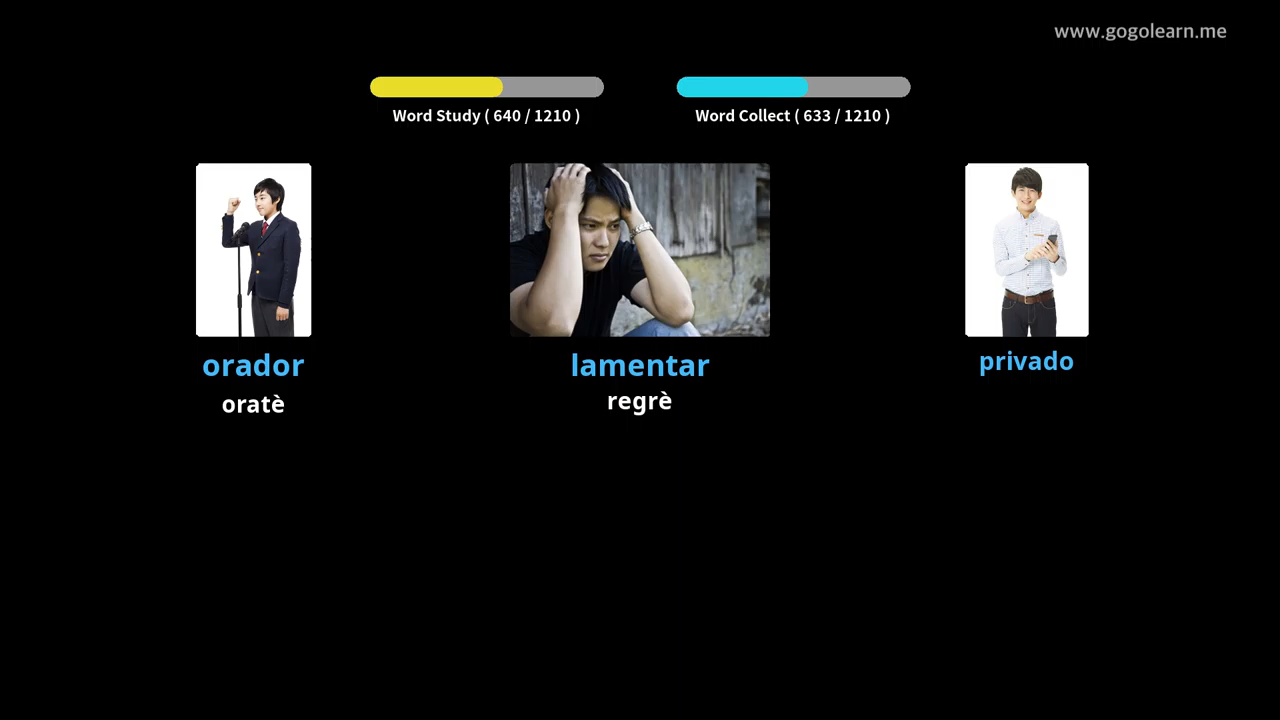 www.gogolearn.me
Word Study ( 640 / 1210 )
Word Collect ( 633 / 1210 )
orador
lamentar
privado
oratè
regrè